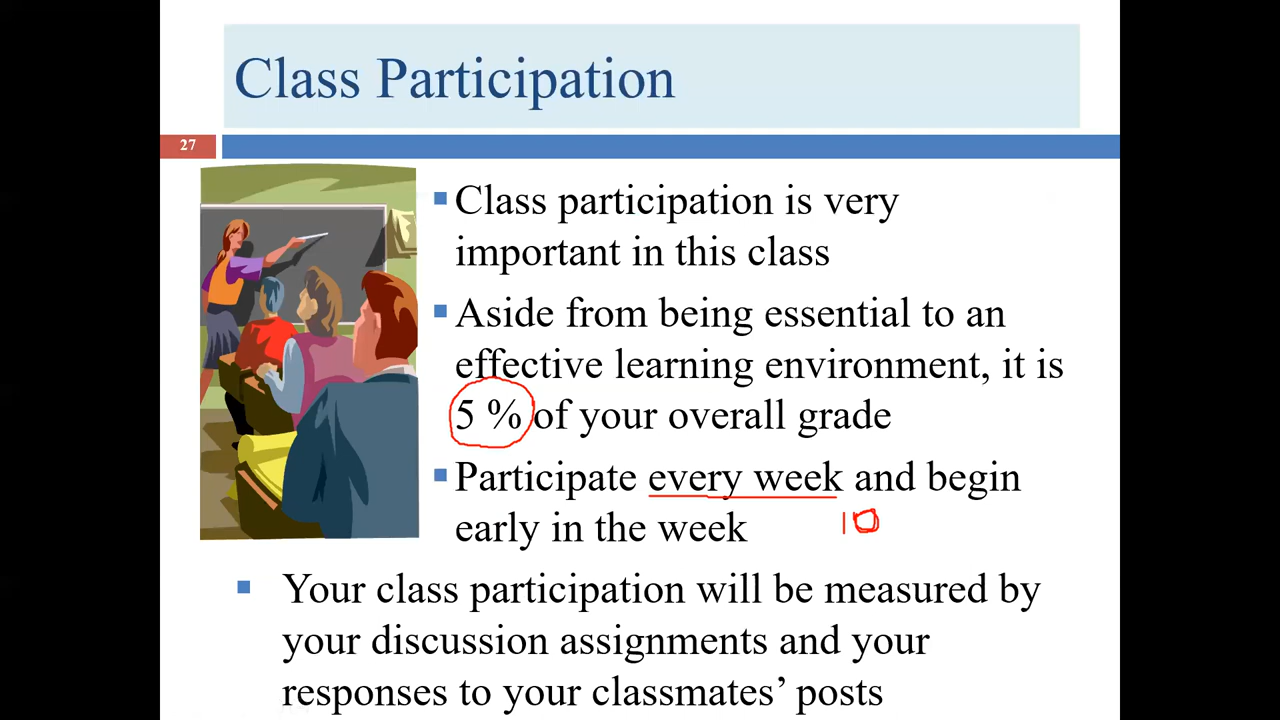 Class Participation
27
Class participation is very
important in this class
Aside from being essential to an
effective learning environment, it is
5 % of your overall grade
Participate every week and begin
early in the week
10
Your class participation will be measured by
your discussion assignments and your
responses to your classmates’ posts